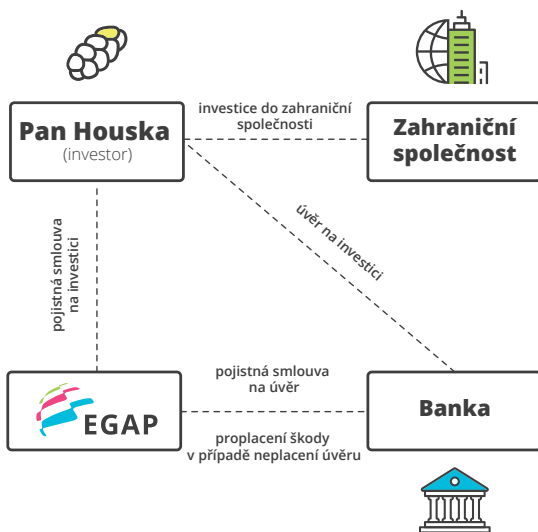 Pan Houska
(investor)
investice do zahraniční
společnosti
Zahraniční
společnost
úvěr na investici
pojistná smlouva
na investici
EGAP
pojistná smlouva
na úvěr
proplacení škody
v případě neplacení úvěru
Banka